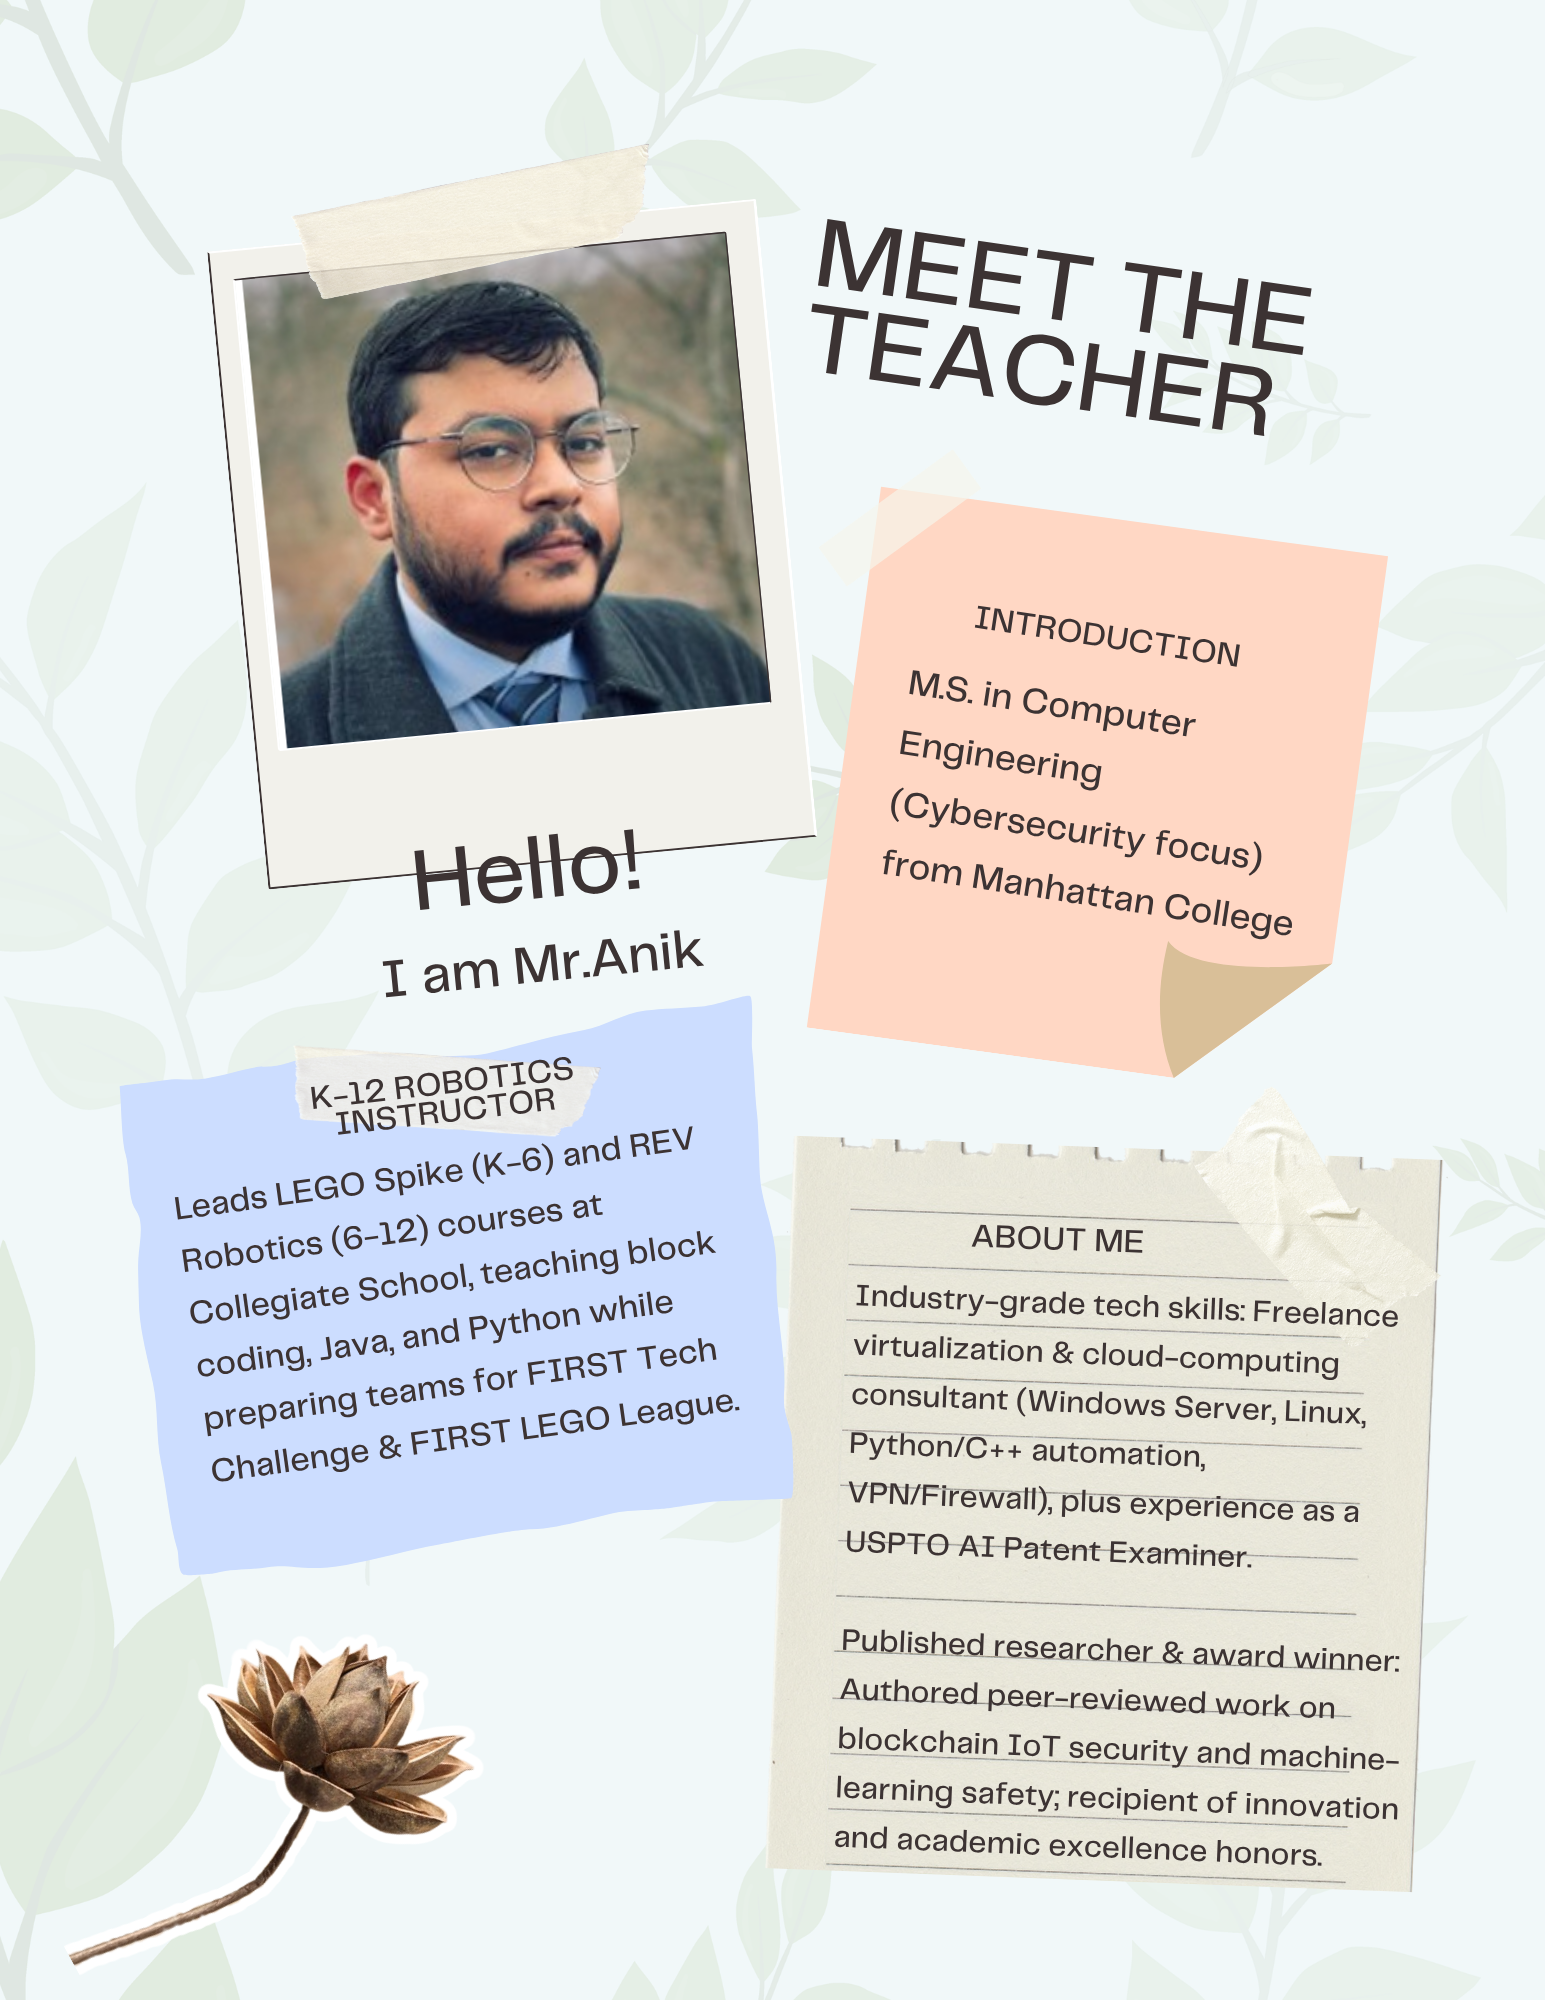 MEET THE
TEACHER
INTRODUCTION
M.S. in Computer
Engineering
(Cybersecurity focus)
from Manhattan College
Hello!
I am Mr.Anik
K-12 ROBOTICS
INSTRUCTOR
Leads LEGO Spike (K-6) and REV
Robotics (6-12) courses at
Collegiate School, teaching block
coding, Java, and Python while
preparing teams for FIRST Tech
Challenge & FIRST LEGO League.
ABOUT ME
Industry-grade tech skills: Freelance
virtualization & cloud-computing
consultant (Windows Server, Linux,
Python/C++ automation,
VPN/Firewall), plus experience as a
USPTO AI Patent Examiner.
Published researcher & award winner:
Authored peer-reviewed work on
blockchain IoT security and machine-
learning safety; recipient of innovation
and academic excellence honors.